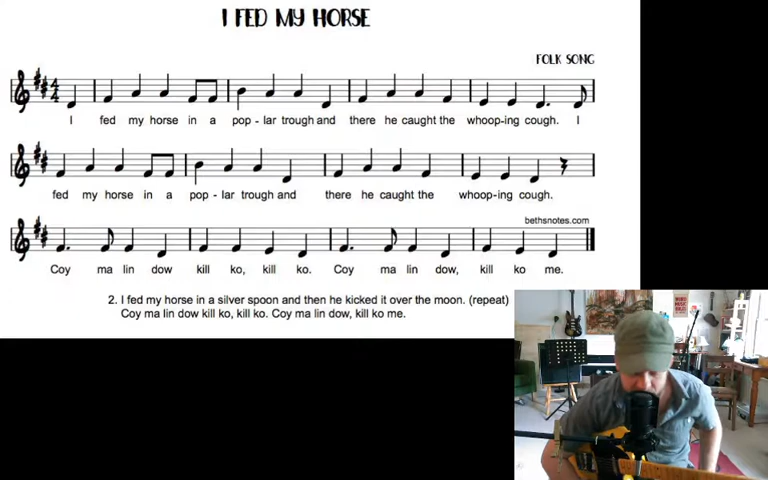 I FED MY HORSE
FOLK SONG
4
4
I fed my horse in a pop - lar trough and there he caught the whoop-ing cough. I
fed my horse in a pop - lar trough and there he caught the whoop-ing cough.
bethsnotes.com
Coy ma lin dow kill ko, kill ko. Coy ma lin dow, kill ko me.
2. I fed my horse in a silver spoon and then he kicked it over the moon. (repeat)
Coy ma lin dow kill ko, kill ko. Coy ma lin dow, kill ko me.